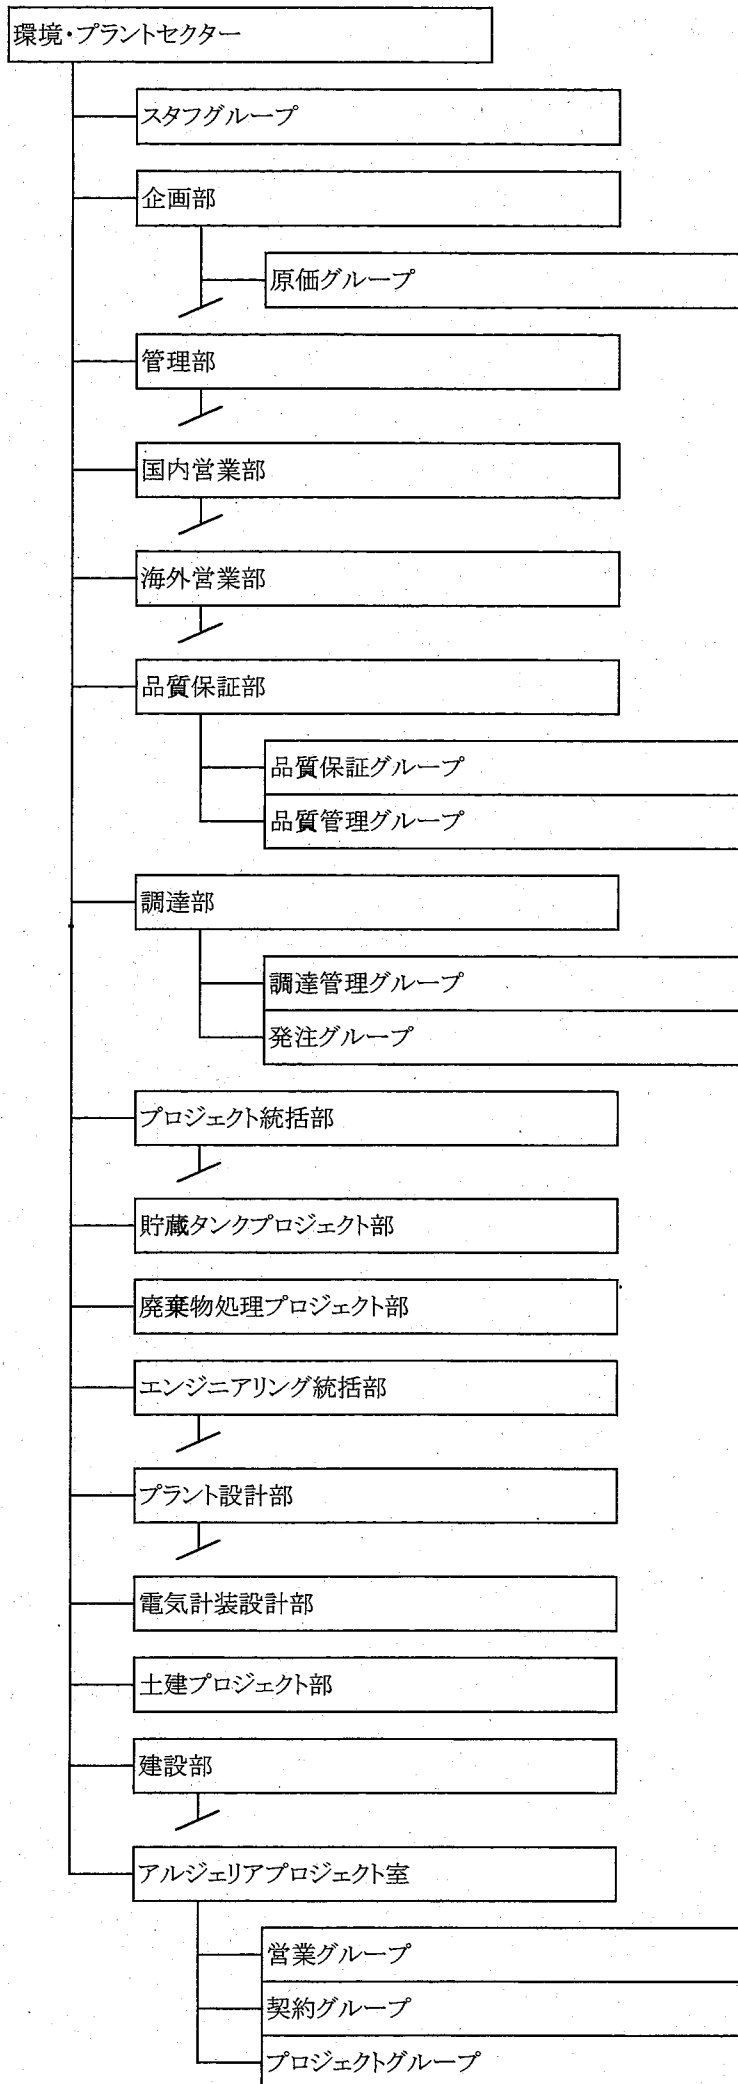 環境・プラントセクター
スタフグループ
企画部
原価グループ
管理部
国内営業部
海外営業部
品質保証部
品質保証グループ
品質管理グループ
調達部
調達管理グループ
発注グループ
プロジェクト統括部
貯蔵タンクプロジェクト部
廃棄物処理プロジェクト部
エンジニアリング統括部
プラント設計部
電気計装設計部
土建プロジェクト部
建設部
アルジェリアプロジェクト室
営業グループ
契約グループ
プロジェクトグループ